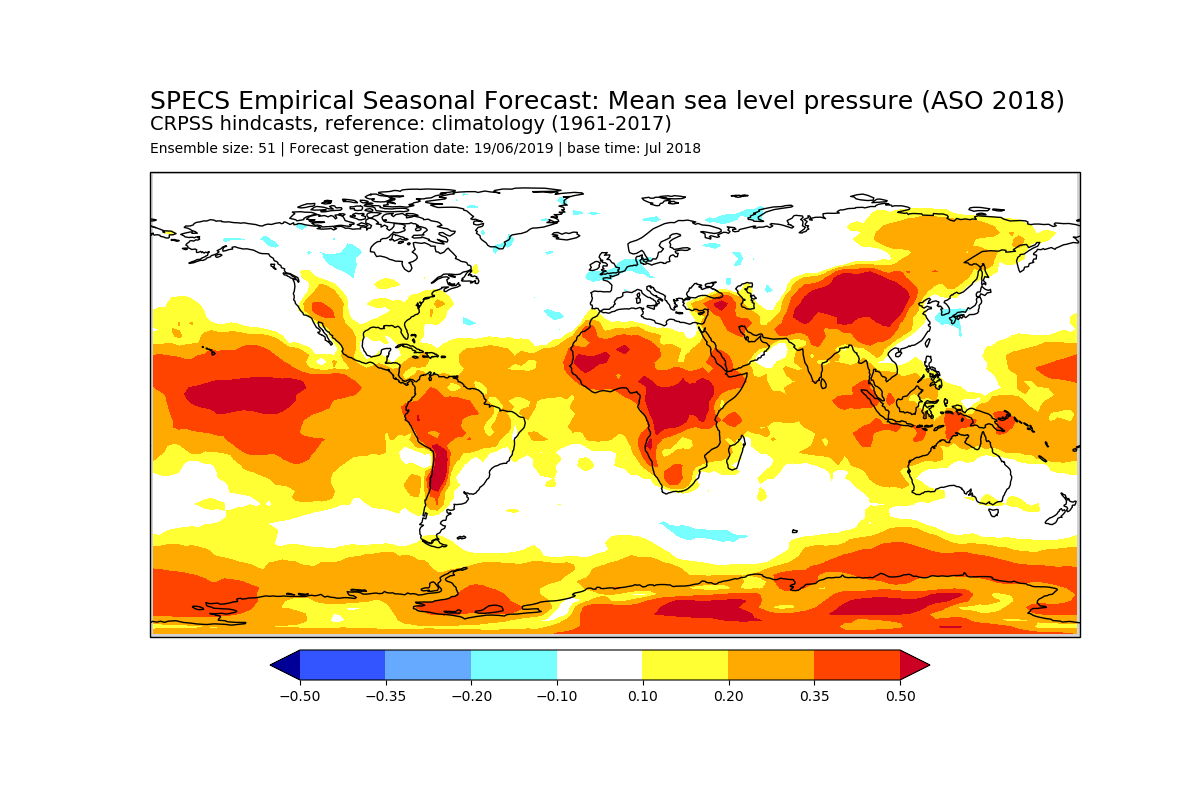 SPECS Empirical Seasonal Forecast: Mean sea level pressure (ASO 2018)
CRPSS hindcasts, reference: climatology (1961-2017)
Ensemble size: 51 | Forecast generation date: 19/06/2019 | base time: Jul 2018
−0.50 −0.35 −0.20 −0.10 0.10 0.20 0.35 0.50